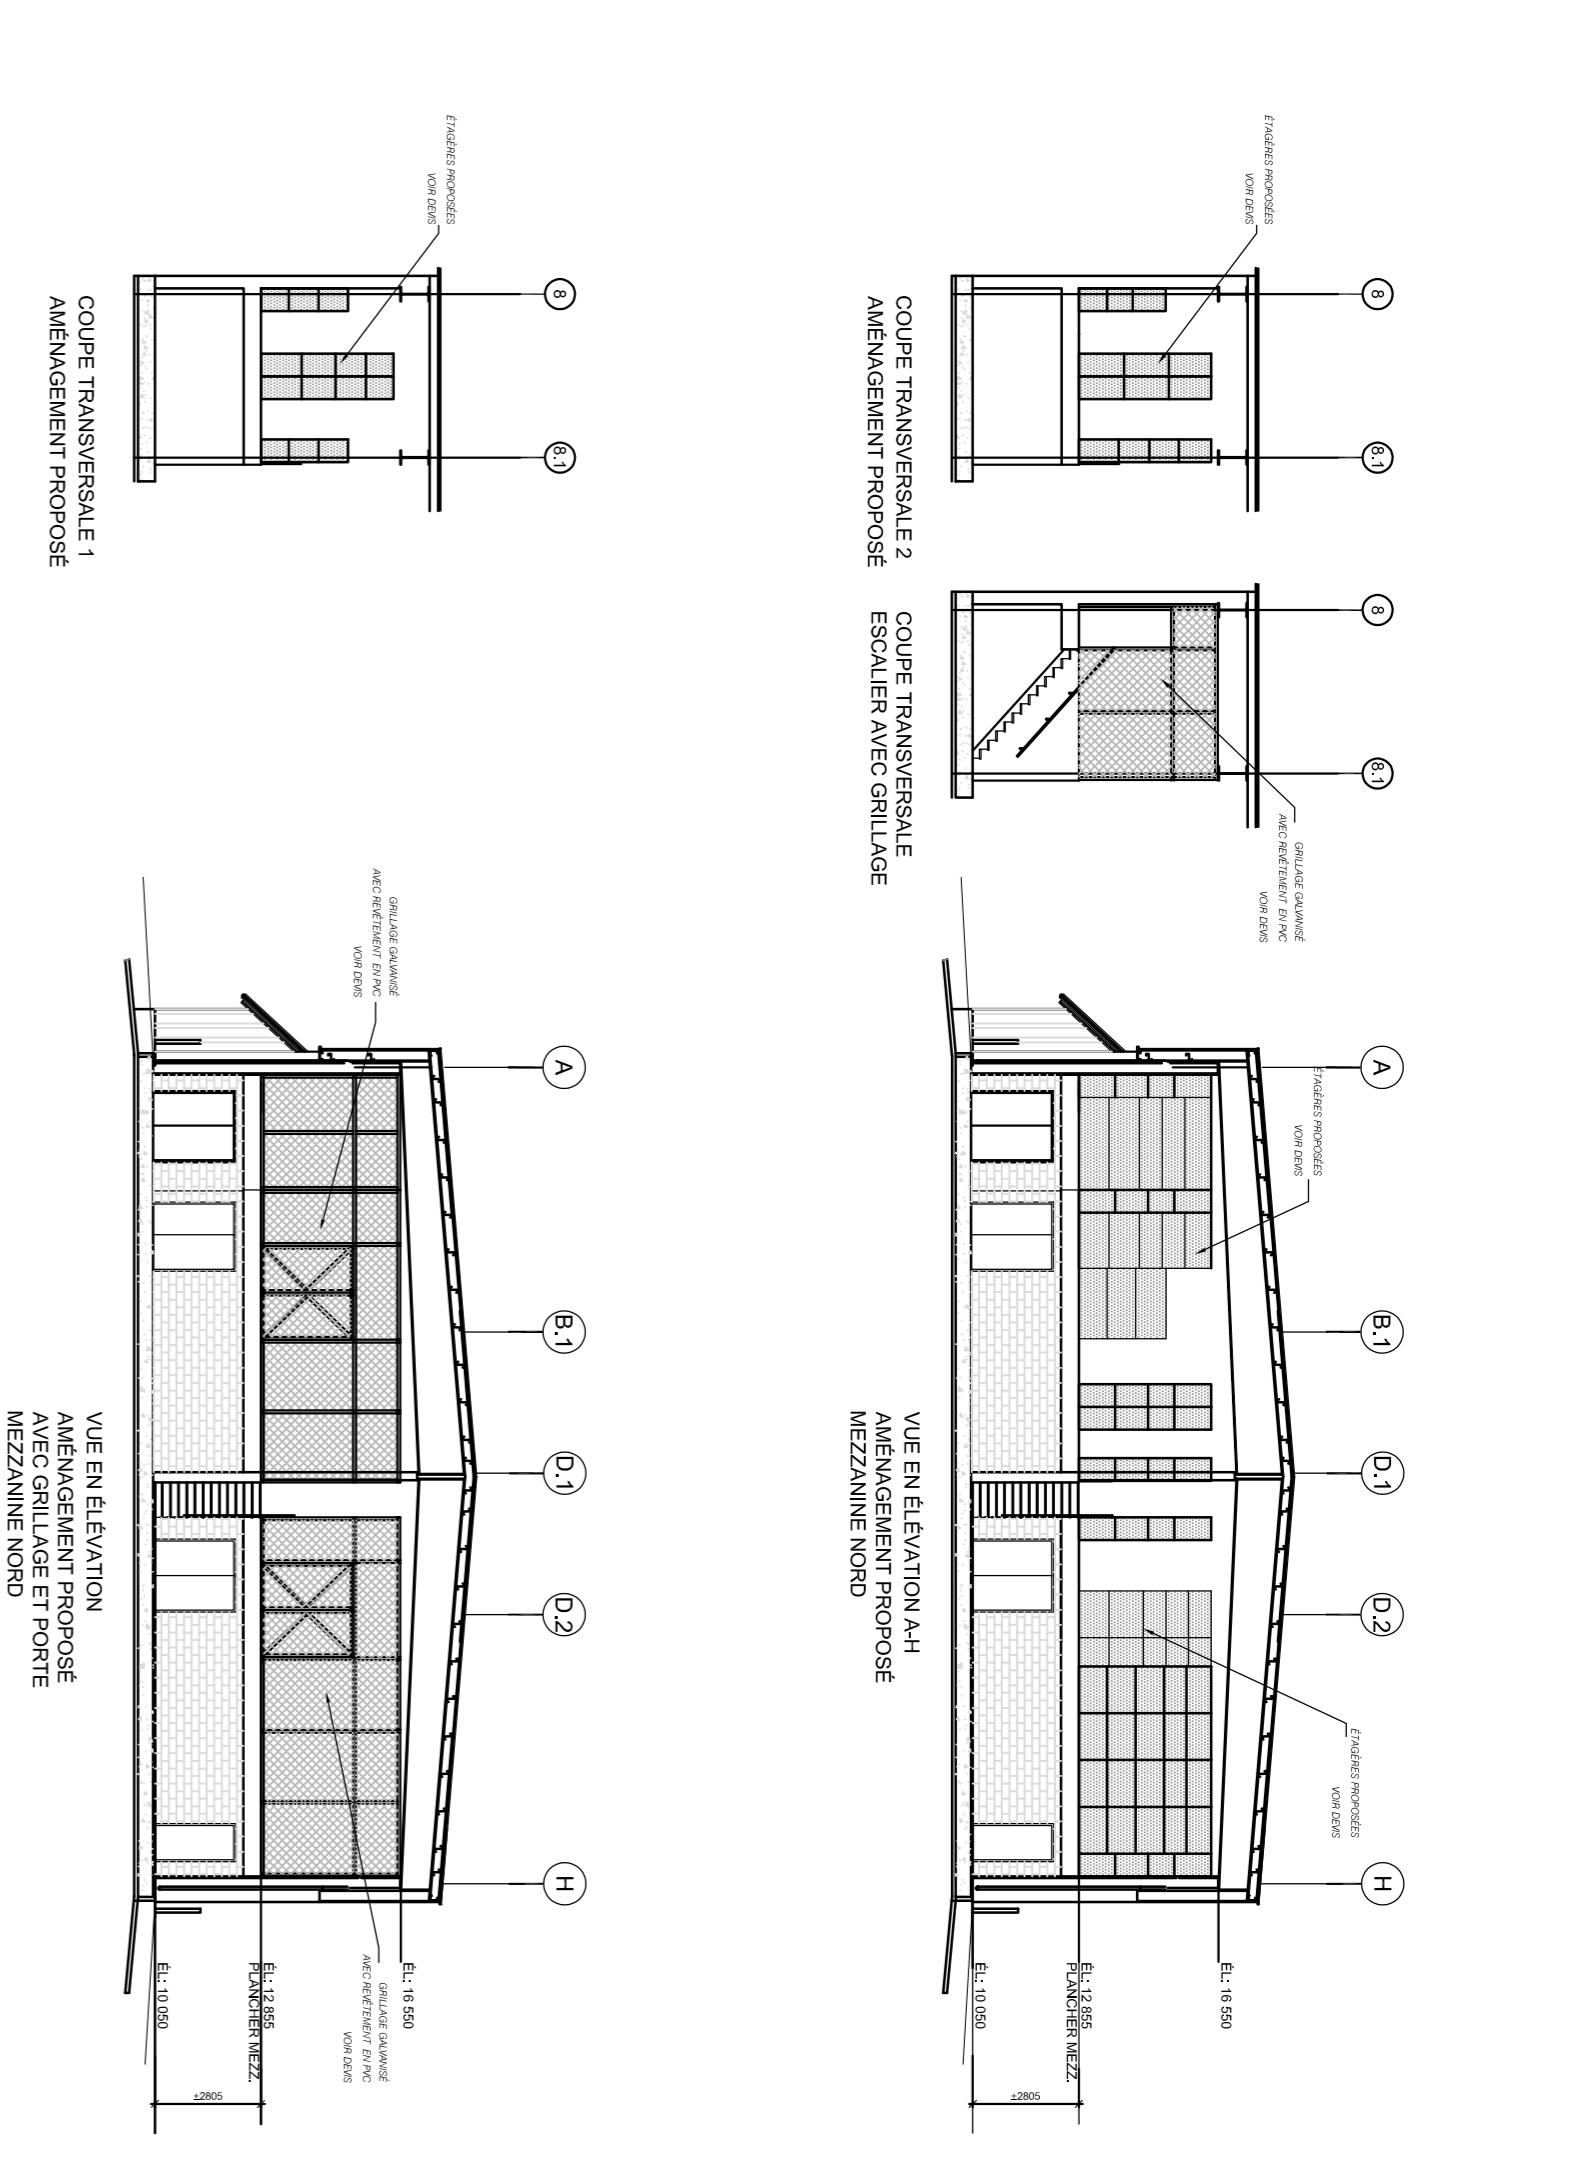 8
8.1
ÉTAGÈRES PROPOSÉES
VOIR DEVIS
COUPE TRANSVERSALE 2
AMÉNAGEMENT PROPOSÉ
8
8.1
GRILLAGE GALVANISÉ
AVEC REVÊTEMENT EN PVC
VOIR DEVIS
COUPE TRANSVERSALE
ESCALIER AVEC GRILLAGE
A
B.1
D.1
D.2
H
ÉTAGÈRES PROPOSÉES
VOIR DEVIS
ÉTAGÈRES PROPOSÉES
VOIR DEVIS
ÉL: 16 550
ÉL: 12 855
PLANCHER MEZZ.
ÉL: 10 050
±2805
VUE EN ÉLÉVATION A-H
AMÉNAGEMENT PROPOSÉ
MEZZANINE NORD
8
8.1
ÉTAGÈRES PROPOSÉES
VOIR DEVIS
COUPE TRANSVERSALE 1
AMÉNAGEMENT PROPOSÉ
A
B.1
D.1
D.2
H
GRILLAGE GALVANISÉ
AVEC REVÊTEMENT EN PVC
VOIR DEVIS
GRILLAGE GALVANISÉ
AVEC REVÊTEMENT EN PVC
VOIR DEVIS
ÉL: 16 550
ÉL: 12 855
PLANCHER MEZZ.
ÉL: 10 050
±2805
VUE EN ÉLÉVATION
AMÉNAGEMENT PROPOSÉ
AVEC GRILLAGE ET PORTE
MEZZANINE NORD